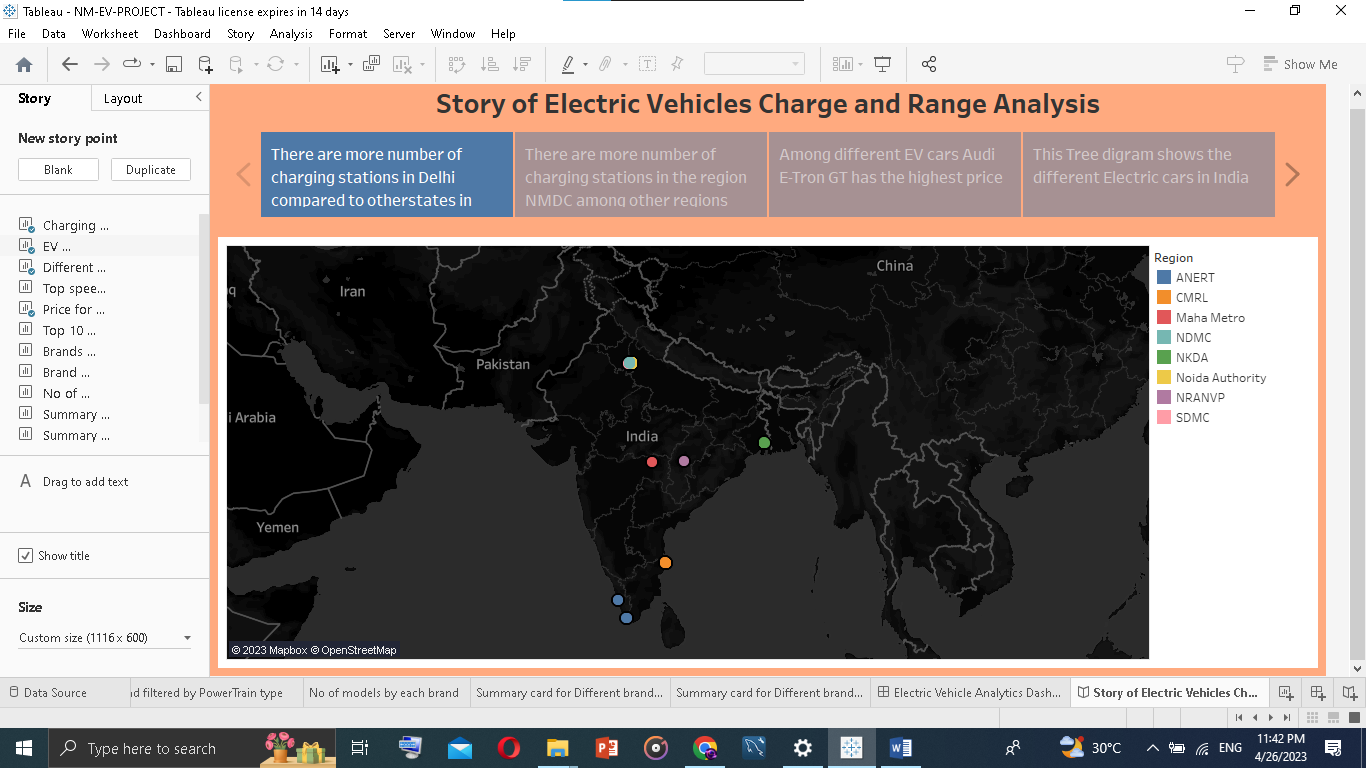 Tableau - NM-EV-PROJECT - Tableau license expires in 14 days
File Data Worksheet Dashboard Story Analysis Format Server Window Help
Show Me
Story Layout
New story point
Blank Duplicate
Charging ...
EV ...
Different ...
Top spee...
Price for ...
Top 10 ...
Brands ...
Brand ...
No of ...
Summary ...
Summary ...
A Drag to add text
Show title
Size
Custom size (1116 x 600)
Story of Electric Vehicles Charge and Range Analysis
There are more number of
charging stations in Delhi
compared to otherstates in
There are more number of
charging stations in the region
NMDC among other regions
Among different EV cars Audi
E-Tron GT has the highest price
This Tree digram shows the
different Electric cars in India
China
Iran
Pakistan
India
i Arabia
Yemen
© 2023 Mapbox © OpenStreetMap
Region
ANERT
CMRL
Maha Metro
NDMC
NKDA
Noida Authority
NRANVP
SDMC
Data Source
d filtered by PowerTrain type
No of models by each brand
Summary card for Different brand...
Summary card for Different brand...
Electric Vehicle Analytics Dash...
Story of Electric Vehicles Ch...
Type here to search
30°C
ENG
11:42 PM
4/26/2023